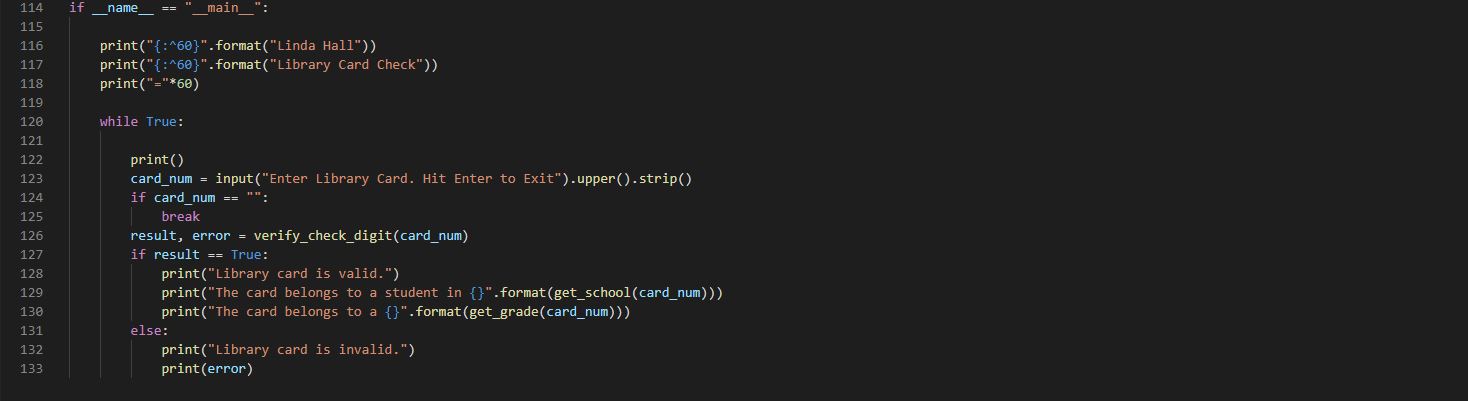 114 if __name__ == "__main__":
115
116     print("{:^60}".format("Linda Hall"))
117     print("{:^60}".format("Library Card Check"))
118     print("="*60)
119
120     while True:
121
122         print()
123         card_num = input("Enter Library Card. Hit Enter to Exit").upper().strip()
124         if card_num == "":
125             break
126         result, error = verify_check_digit(card_num)
127         if result == True:
128             print("Library card is valid.")
129             print("The card belongs to a student in {}".format(get_school(card_num)))
130             print("The card belongs to a {}".format(get_grade(card_num)))
131         else:
132             print("Library card is invalid.")
133             print(error)